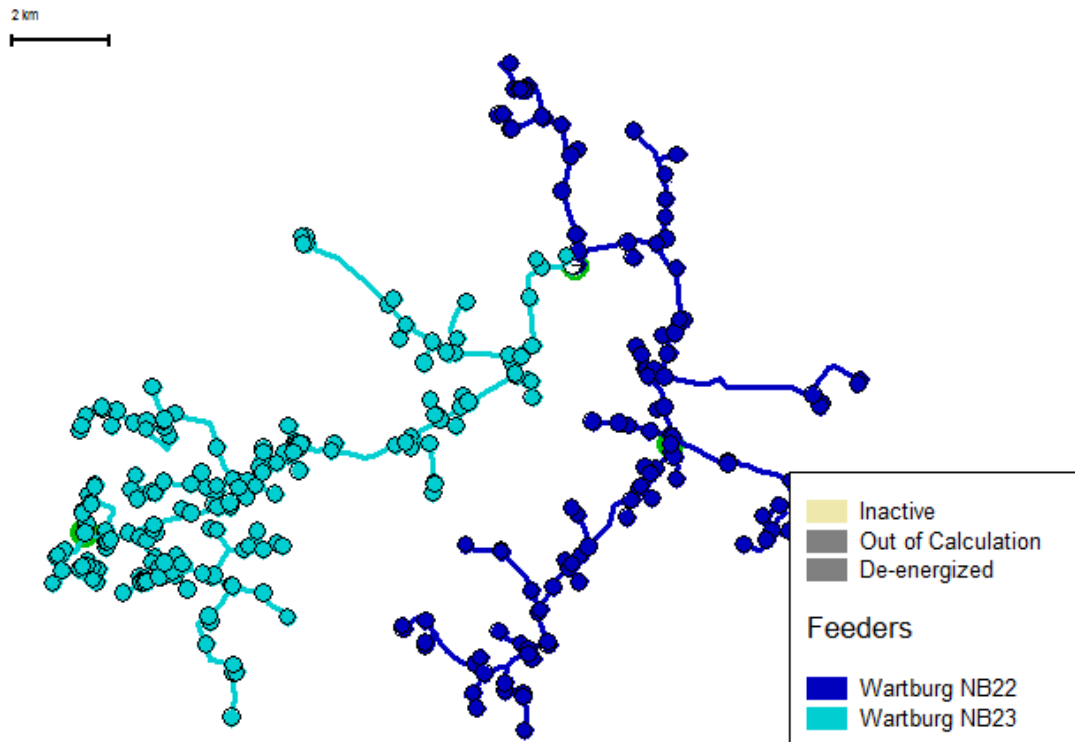 2 km
Inactive
Out of Calculation
De-energized
Feeders
Wartburg NB22
Wartburg NB23